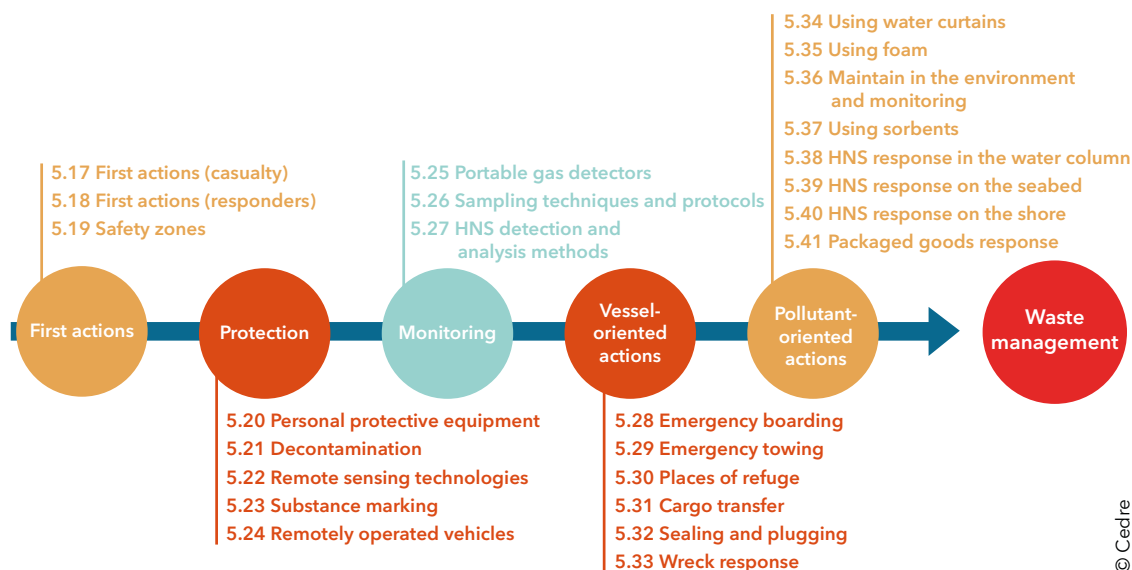 5.34 Using water curtains
5.35 Using foam
5.36 Maintain in the environment
and monitoring
5.37 Using sorbents
5.38 HNS response in the water column
5.39 HNS response on the seabed
5.40 HNS response on the shore
5.41 Packaged goods response
5.17 First actions (casualty)
5.18 First actions (responders)
5.19 Safety zones
5.25 Portable gas detectors
5.26 Sampling techniques and protocols
5.27 HNS detection and
analysis methods
First actions
Protection
Monitoring
Vessel-
oriented
actions
Pollutant-
oriented
actions
Waste
management
5.20 Personal protective equipment
5.21 Decontamination
5.22 Remote sensing technologies
5.23 Substance marking
5.24 Remotely operated vehicles
5.28 Emergency boarding
5.29 Emergency towing
5.30 Places of refuge
5.31 Cargo transfer
5.32 Sealing and plugging
5.33 Wreck response
© Cedre